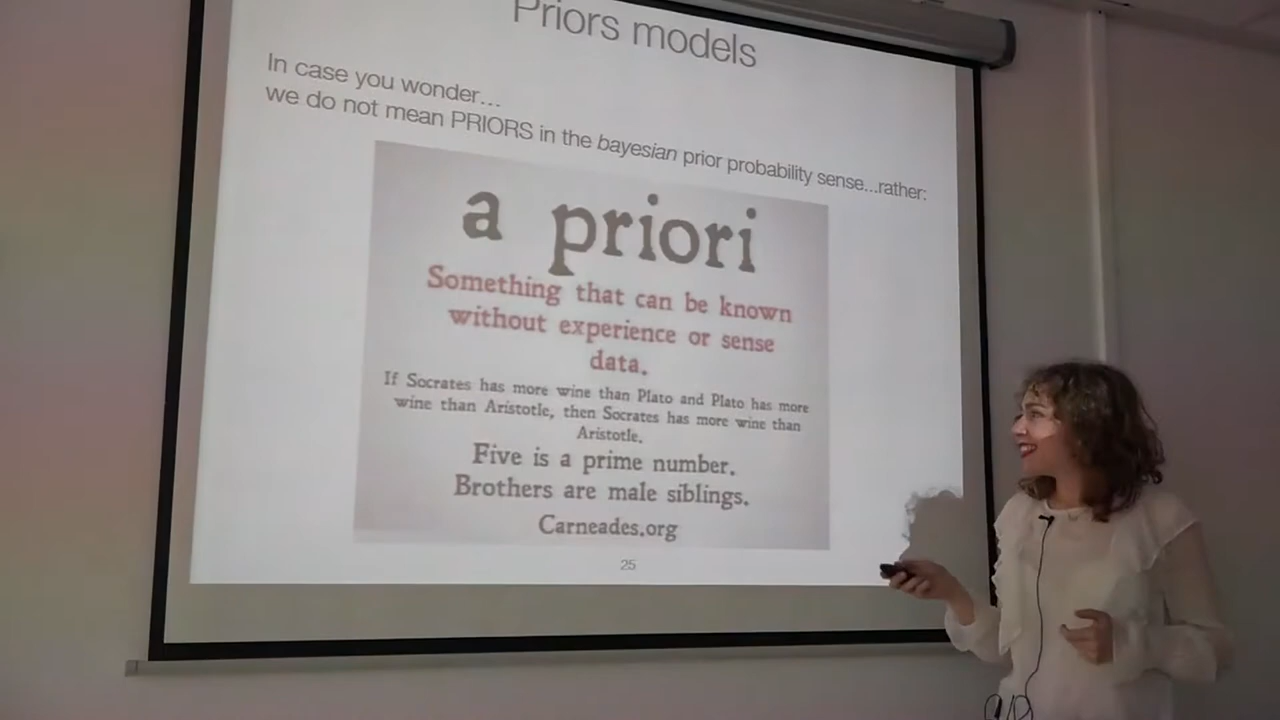 Priors models
In case you wonder...
we do not mean PRIORS in the bayesian prior probability sense...rather:
a priori
Something that can be known
without experience or sense
data.
If Socrates has more wine than Plato and Plato has more
wine than Aristotle, then Socrates has more wine than
Aristotle.
Five is a prime number.
Brothers are male siblings.
Carneades.org
25